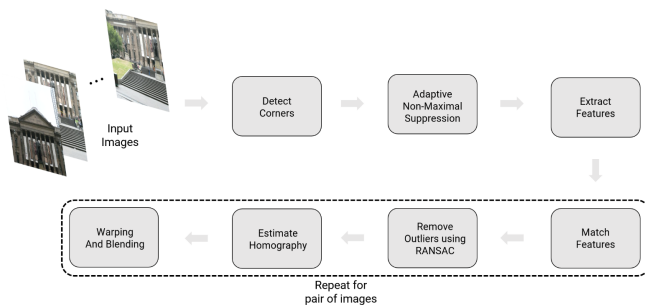 Input
Images
Detect
Corners
Adaptive
Non-Maximal
Suppression
Extract
Features
Match
Features
Remove
Outliers using
RANSAC
Estimate
Homography
Warping
And Blending
Repeat for
pair of images